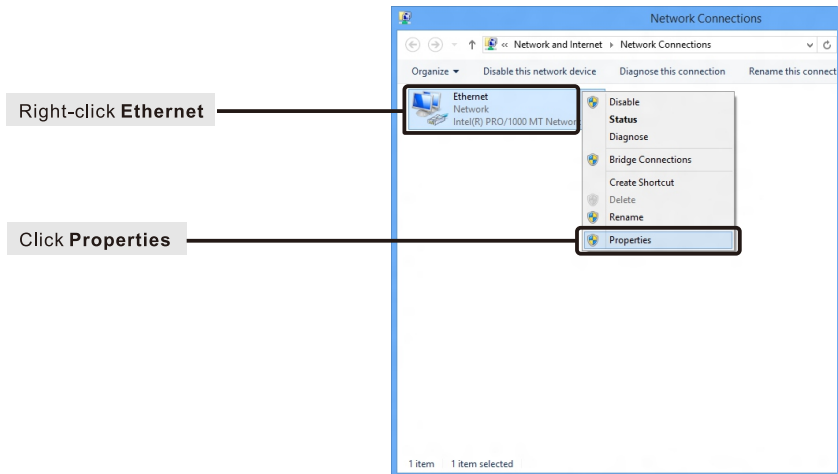 Network Connections
« Network and Internet ▸ Network Connections
Organize ▾ Disable this network device Diagnose this connection Rename this connect
Right-click Ethernet
Ethernet
Network
Intel(R) PRO/1000 MT Networ
Disable
Status
Diagnose
Bridge Connections
Create Shortcut
Delete
Rename
Click Properties
Properties
1 item 1 item selected